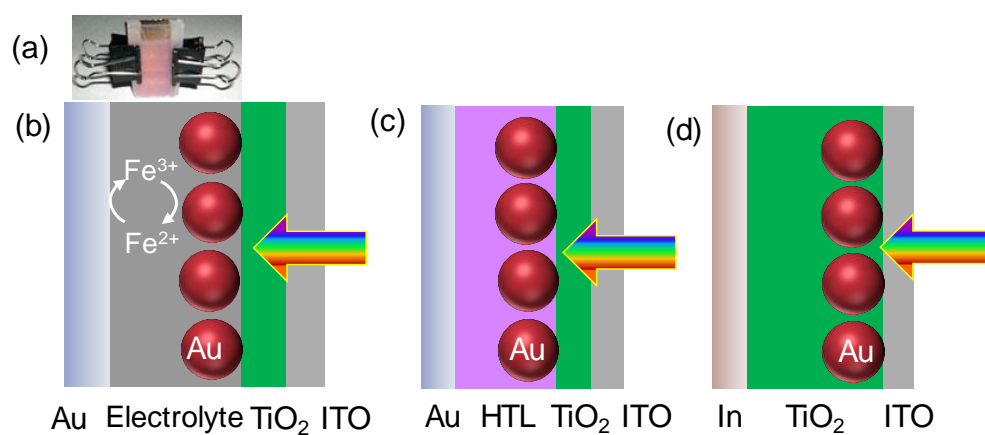 (a)
(b)
(c)
(d)
Fe³⁺
Fe²⁺
Au
Au
Au
Au Electrolyte TiO₂ ITO
Au HTL TiO₂ ITO
In TiO₂ ITO